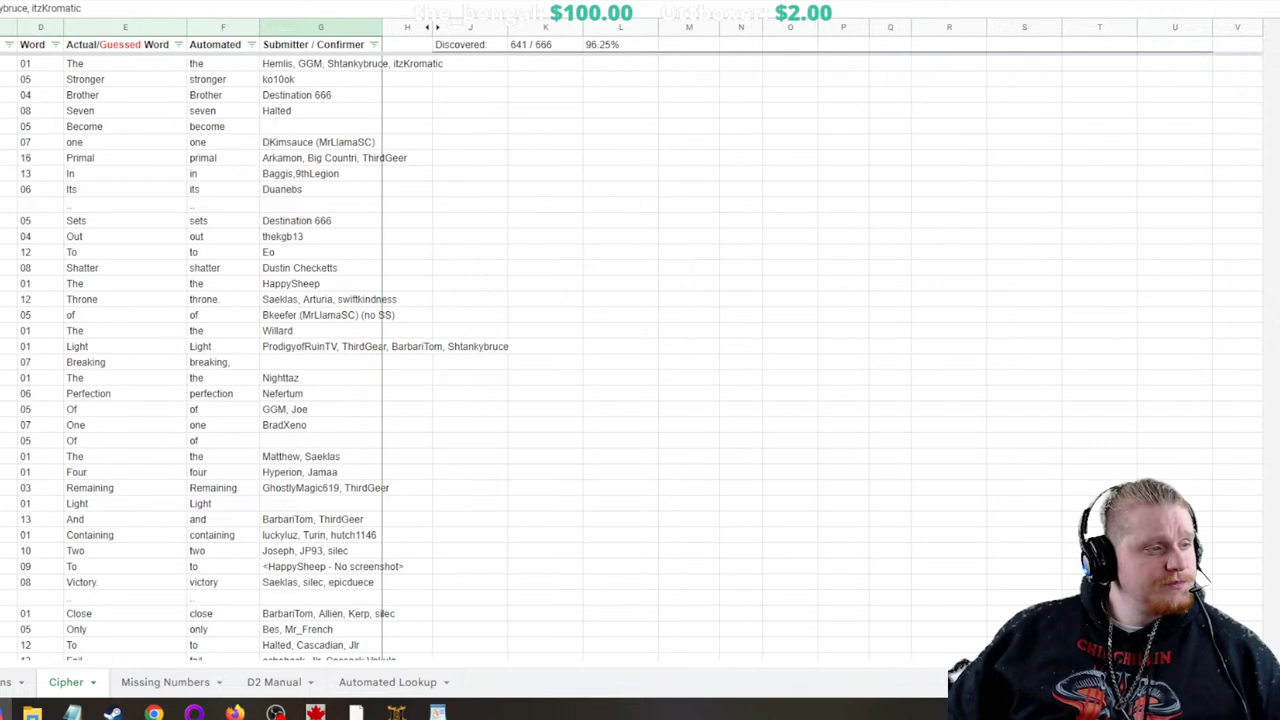 ybruce, itzKromatic
the_bengal: $100.00 Ortboxer: $2.00
D E F G H J K L M N O P Q R S T U V
Word Actual/Guessed Word Automated Submitter / Confirmer Discovered: 641 / 666 96.25%
01 The the Hemlis, GGM, Shtankybruce, itzKromatic
05 Stronger stronger ko10ok
04 Brother Brother Destination 666
08 Seven seven Halted
05 Become become
07 one one DKimsauce (MrLlamaSC)
16 Primal primal Arkamon, Big Countri, ThirdGeer
13 In in Baggis,9thLegion
06 Its its Duanebs
.. ..
05 Sets sets Destination 666
04 Out out thekgb13
12 To to Eo
08 Shatter shatter Dustin Checketts
01 The the HappySheep
12 Throne throne. Saeklas, Arturia, swiftkindness
05 of of Bkeefer (MrLlamaSC) (no SS)
01 The the Willard
01 Light Light ProdigyofRuinTV, ThirdGear, BarbariTom, Shtankybruce
07 Breaking breaking,
01 The the Nighttaz
06 Perfection perfection Nefertum
05 Of of GGM, Joe
07 One one BradXeno
05 Of of
01 The the Matthew, Saeklas
01 Four four Hyperion, Jamaa
03 Remaining Remaining GhostlyMagic619, ThirdGeer
01 Light Light
13 And and BarbariTom, ThirdGeer
01 Containing containing luckyluz, Turin, hutch1146
10 Two two Joseph, JP93, silec
09 To to <HappySheep - No screenshot>
08 Victory. victory Saeklas, silec, epicduece
.. ..
01 Close close BarbariTom, Allien, Kerp, silec
05 Only only Bes, Mr_French
12 To to Halted, Cascadian, Jlr
ns Cipher Missing Numbers D2 Manual Automated Lookup